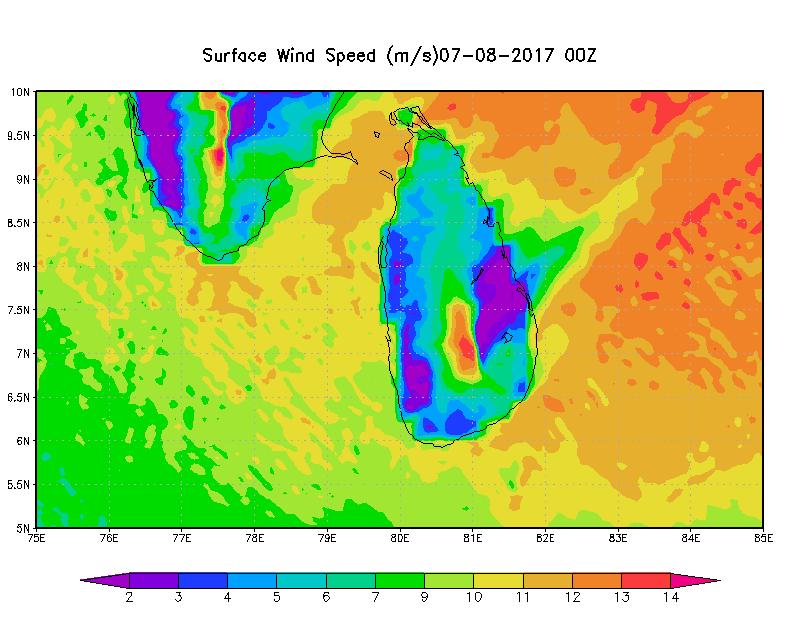 Surface Wind Speed (m/s)07-08-2017 00Z
10N
9.5N
9N
8.5N
8N
7.5N
7N
6.5N
6N
5.5N
5N
75E 76E 77E 78E 79E 80E 81E 82E 83E 84E 85E
2 3 4 5 6 7 9 10 11 12 13 14